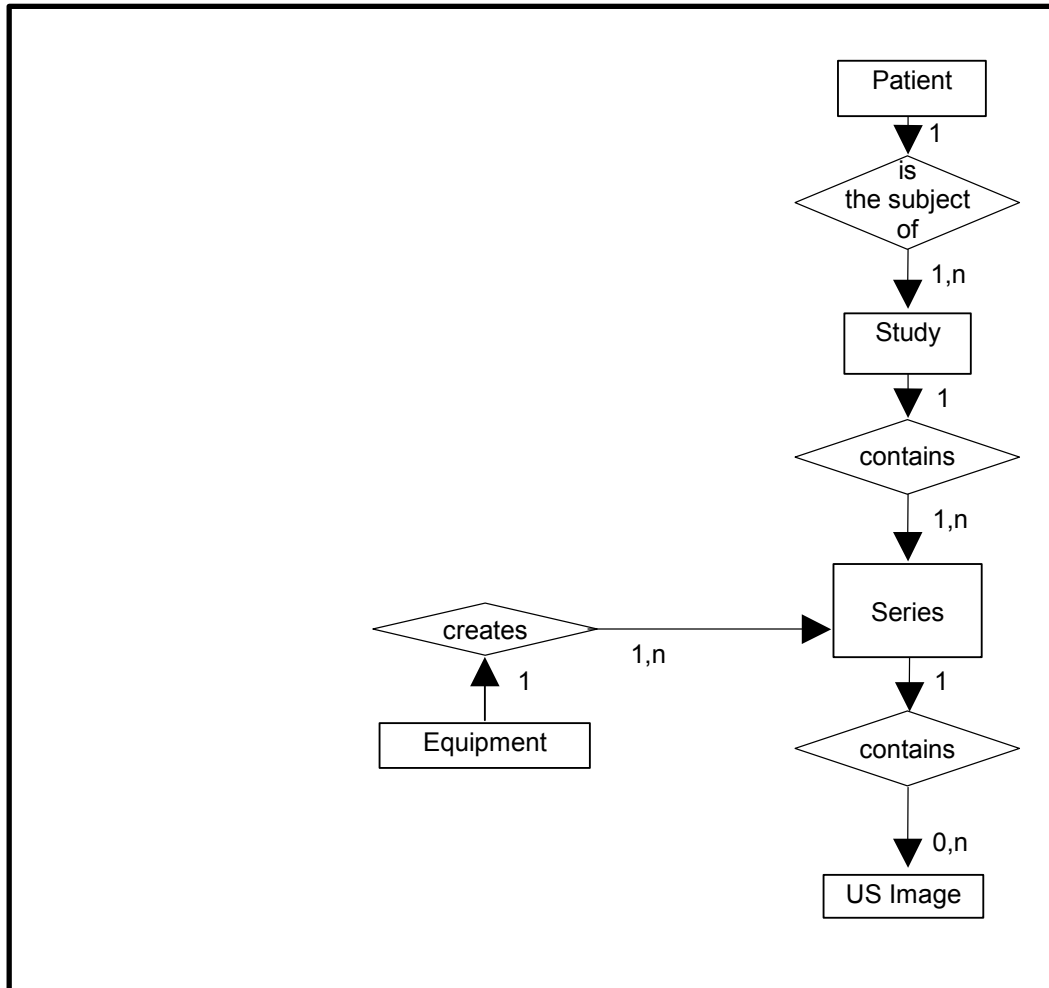 Patient
1
is
the subject
of
1,n
Study
1
contains
1,n
Series
creates
1,n
1
1
Equipment
contains
0,n
US Image